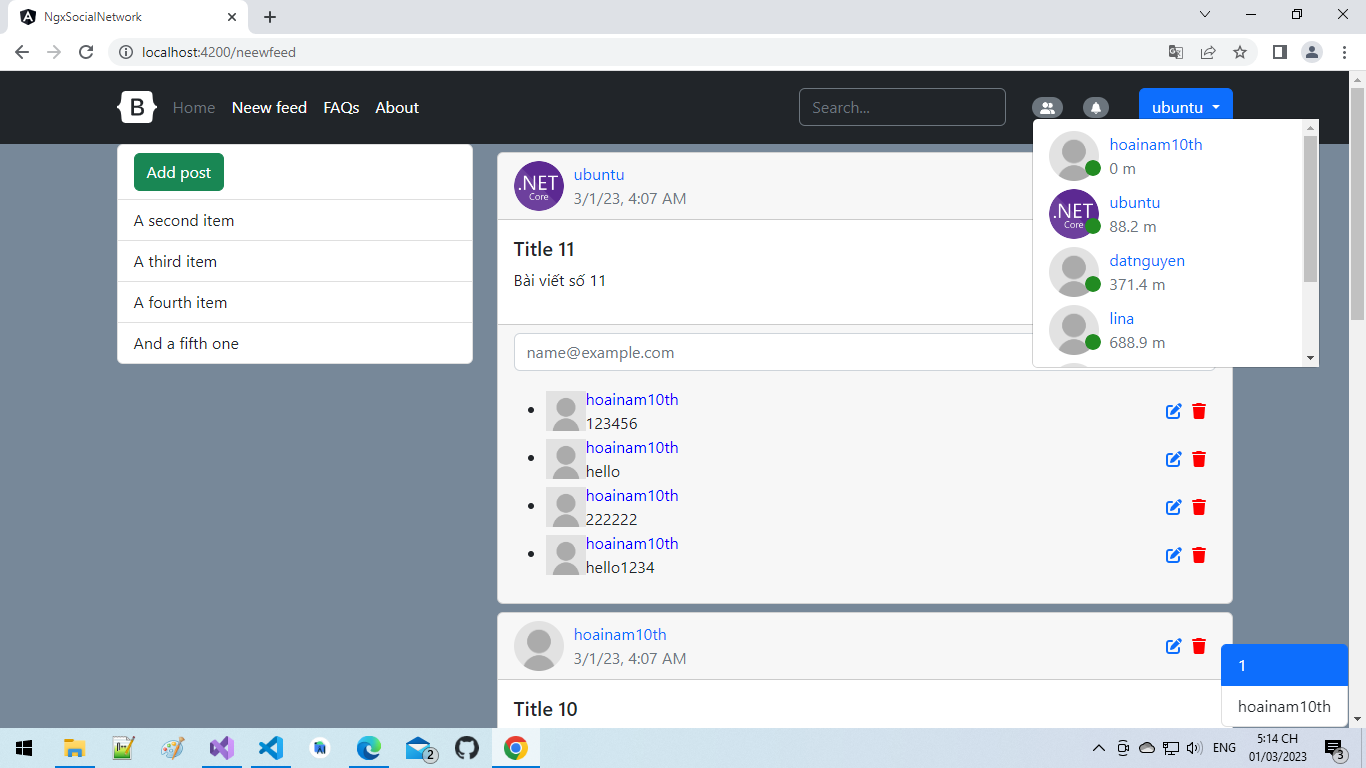 NgxSocialNetwork
localhost:4200/neewfeed
B Home Neew feed FAQs About Search... ubuntu
hoainam10th
0 m
.NET Core ubuntu
88.2 m
datnguyen
371.4 m
lina
688.9 m
Add post
A second item
A third item
A fourth item
And a fifth one
.NET Core ubuntu
3/1/23, 4:07 AM
Title 11
Bài viết số 11
name@example.com
hoainam10th
123456
hoainam10th
hello
hoainam10th
222222
hoainam10th
hello1234
hoainam10th
3/1/23, 4:07 AM
Title 10
1
hoainam10th
2
ENG
5:14 CH
01/03/2023
3